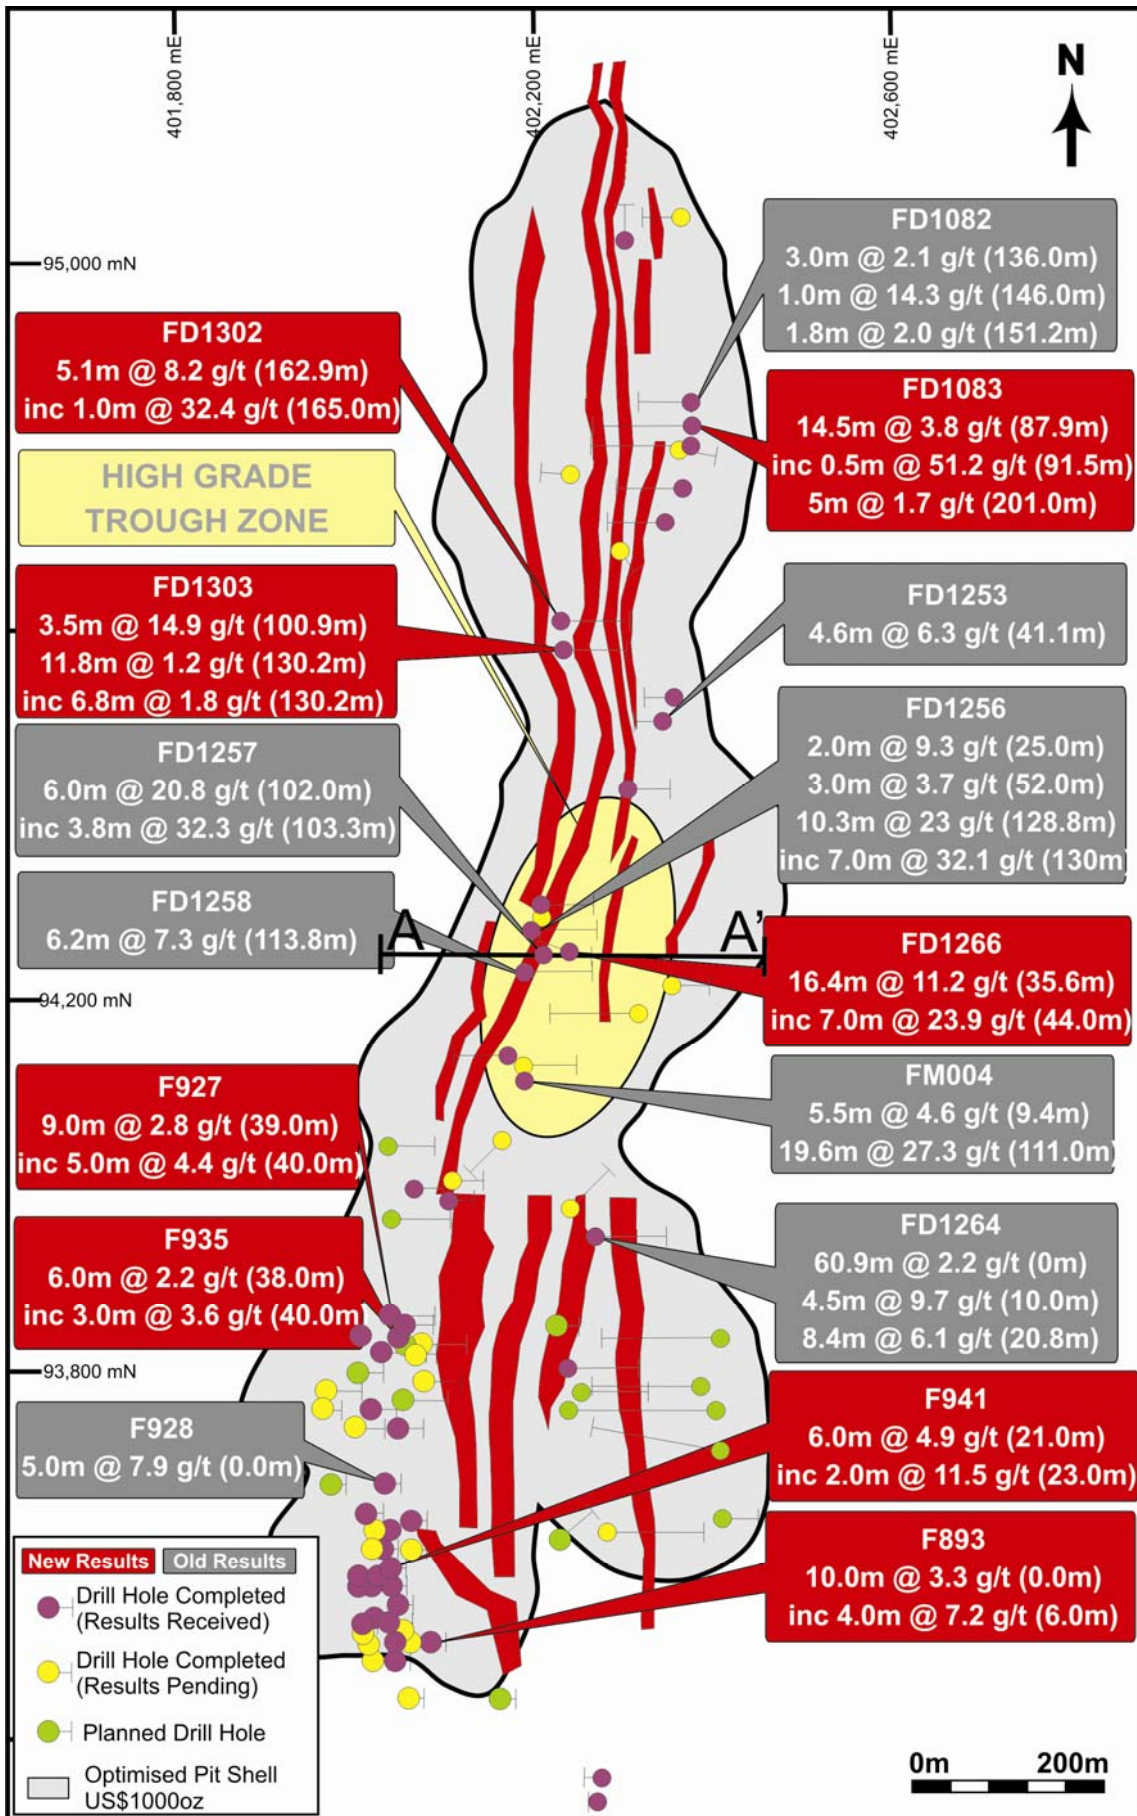 401,800 mE
402,200 mE
402,600 mE
N
95,000 mN
FD1082
3.0m @ 2.1 g/t (136.0m)
1.0m @ 14.3 g/t (146.0m)
1.8m @ 2.0 g/t (151.2m)
FD1302
5.1m @ 8.2 g/t (162.9m)
inc 1.0m @ 32.4 g/t (165.0m)
FD1083
14.5m @ 3.8 g/t (87.9m)
inc 0.5m @ 51.2 g/t (91.5m)
5m @ 1.7 g/t (201.0m)
HIGH GRADE
TROUGH ZONE
FD1303
3.5m @ 14.9 g/t (100.9m)
11.8m @ 1.2 g/t (130.2m)
inc 6.8m @ 1.8 g/t (130.2m)
FD1253
4.6m @ 6.3 g/t (41.1m)
FD1257
6.0m @ 20.8 g/t (102.0m)
inc 3.8m @ 32.3 g/t (103.3m)
FD1256
2.0m @ 9.3 g/t (25.0m)
3.0m @ 3.7 g/t (52.0m)
10.3m @ 23 g/t (128.8m)
inc 7.0m @ 32.1 g/t (130m)
FD1258
6.2m @ 7.3 g/t (113.8m)
A
A'
FD1266
16.4m @ 11.2 g/t (35.6m)
inc 7.0m @ 23.9 g/t (44.0m)
94,200 mN
F927
9.0m @ 2.8 g/t (39.0m)
inc 5.0m @ 4.4 g/t (40.0m)
FM004
5.5m @ 4.6 g/t (9.4m)
19.6m @ 27.3 g/t (111.0m)
F935
6.0m @ 2.2 g/t (38.0m)
inc 3.0m @ 3.6 g/t (40.0m)
FD1264
60.9m @ 2.2 g/t (0m)
4.5m @ 9.7 g/t (10.0m)
8.4m @ 6.1 g/t (20.8m)
93,800 mN
F928
5.0m @ 7.9 g/t (0.0m)
F941
6.0m @ 4.9 g/t (21.0m)
inc 2.0m @ 11.5 g/t (23.0m)
F893
10.0m @ 3.3 g/t (0.0m)
inc 4.0m @ 7.2 g/t (6.0m)
New Results
Old Results
Drill Hole Completed
(Results Received)
Drill Hole Completed
(Results Pending)
Planned Drill Hole
Optimised Pit Shell
US$1000oz
0m
200m